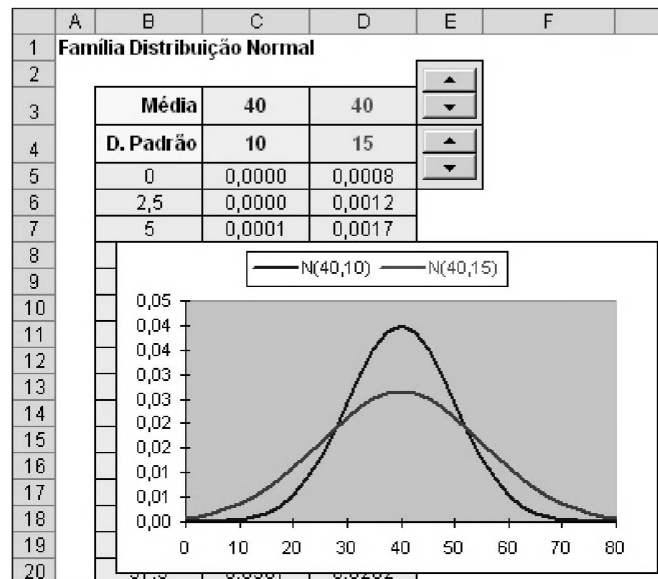 A B C D E F
1 Família Distribuição Normal
2
3 Média 40 40
4 D. Padrão 10 15
5 0 0,0000 0,0008
6 2,5 0,0000 0,0012
7 5 0,0001 0,0017
8
9
10
11
12
13
14
15
16
17
18
19
20
N(40,10) N(40,15)
0,05
0,04
0,04
0,03
0,03
0,02
0,02
0,01
0,01
0,00
0 10 20 30 40 50 60 70 80